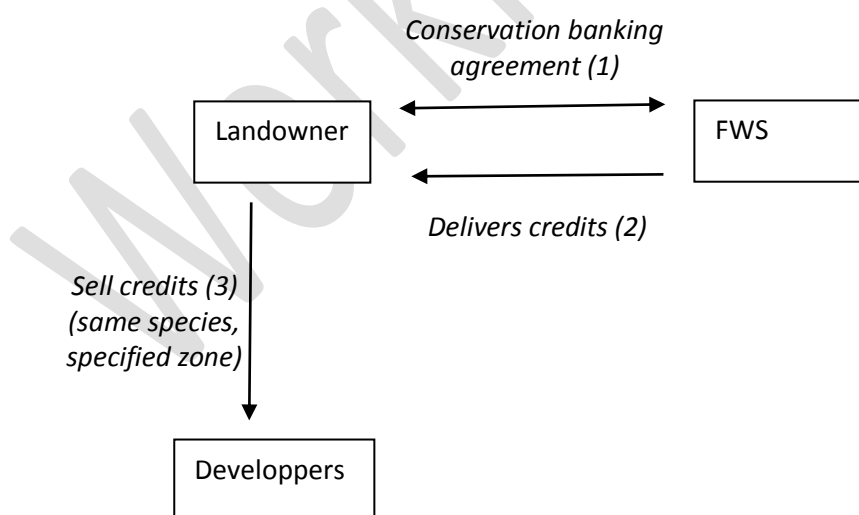 Conservation banking
agreement (1)
Landowner
FWS
Delivers credits (2)
Sell credits (3)
(same species,
specified zone)
Developpers